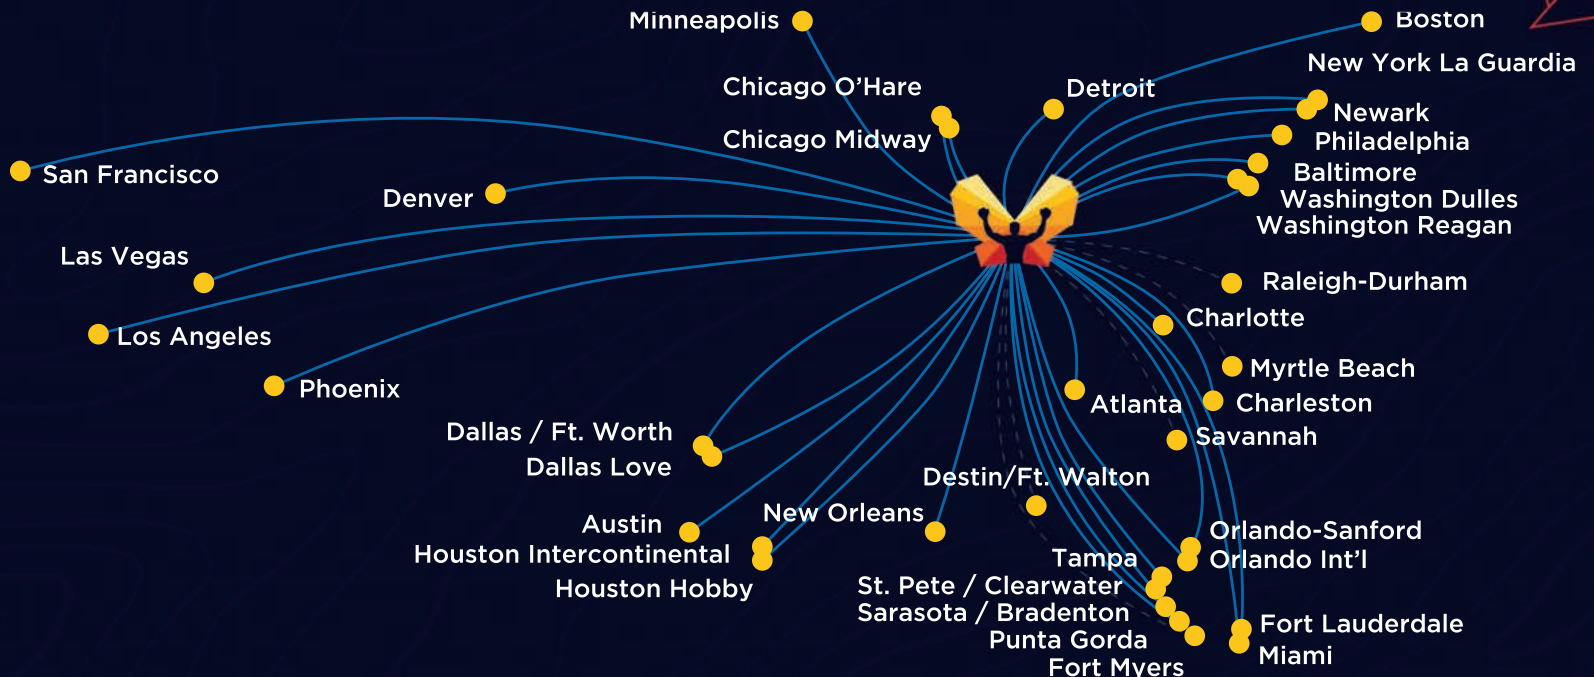 Minneapolis
Boston
New York La Guardia
Chicago O’Hare
Detroit
Newark
Chicago Midway
Philadelphia
San Francisco
Baltimore
Denver
Washington Dulles
Washington Reagan
Las Vegas
Raleigh-Durham
Charlotte
Los Angeles
Myrtle Beach
Phoenix
Atlanta
Charleston
Dallas / Ft. Worth
Savannah
Dallas Love
Destin/Ft. Walton
New Orleans
Austin
Orlando-Sanford
Houston Intercontinental
Tampa
Orlando Int’l
Houston Hobby
St. Pete / Clearwater
Sarasota / Bradenton
Fort Lauderdale
Punta Gorda
Miami
Fort Myers